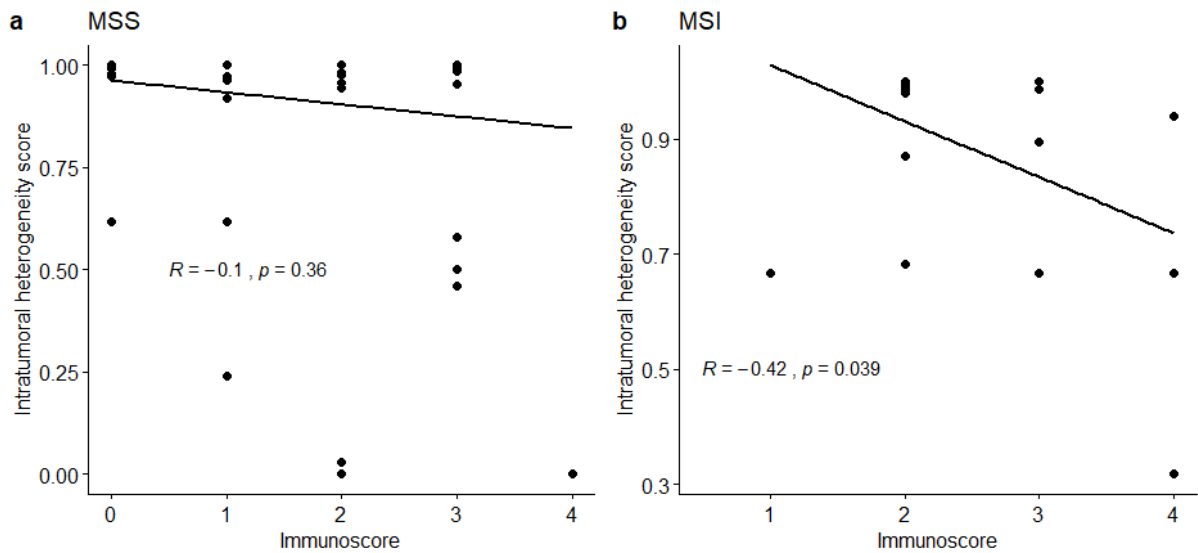 a MSS
Intratumoral heterogeneity score
1.00
0.75
0.50
0.25
0.00
R = −0.1 , p = 0.36
0 1 2 3 4
Immunoscore
b MSI
Intratumoral heterogeneity score
0.9
0.7
0.5
0.3
R = −0.42 , p = 0.039
1 2 3 4
Immunoscore